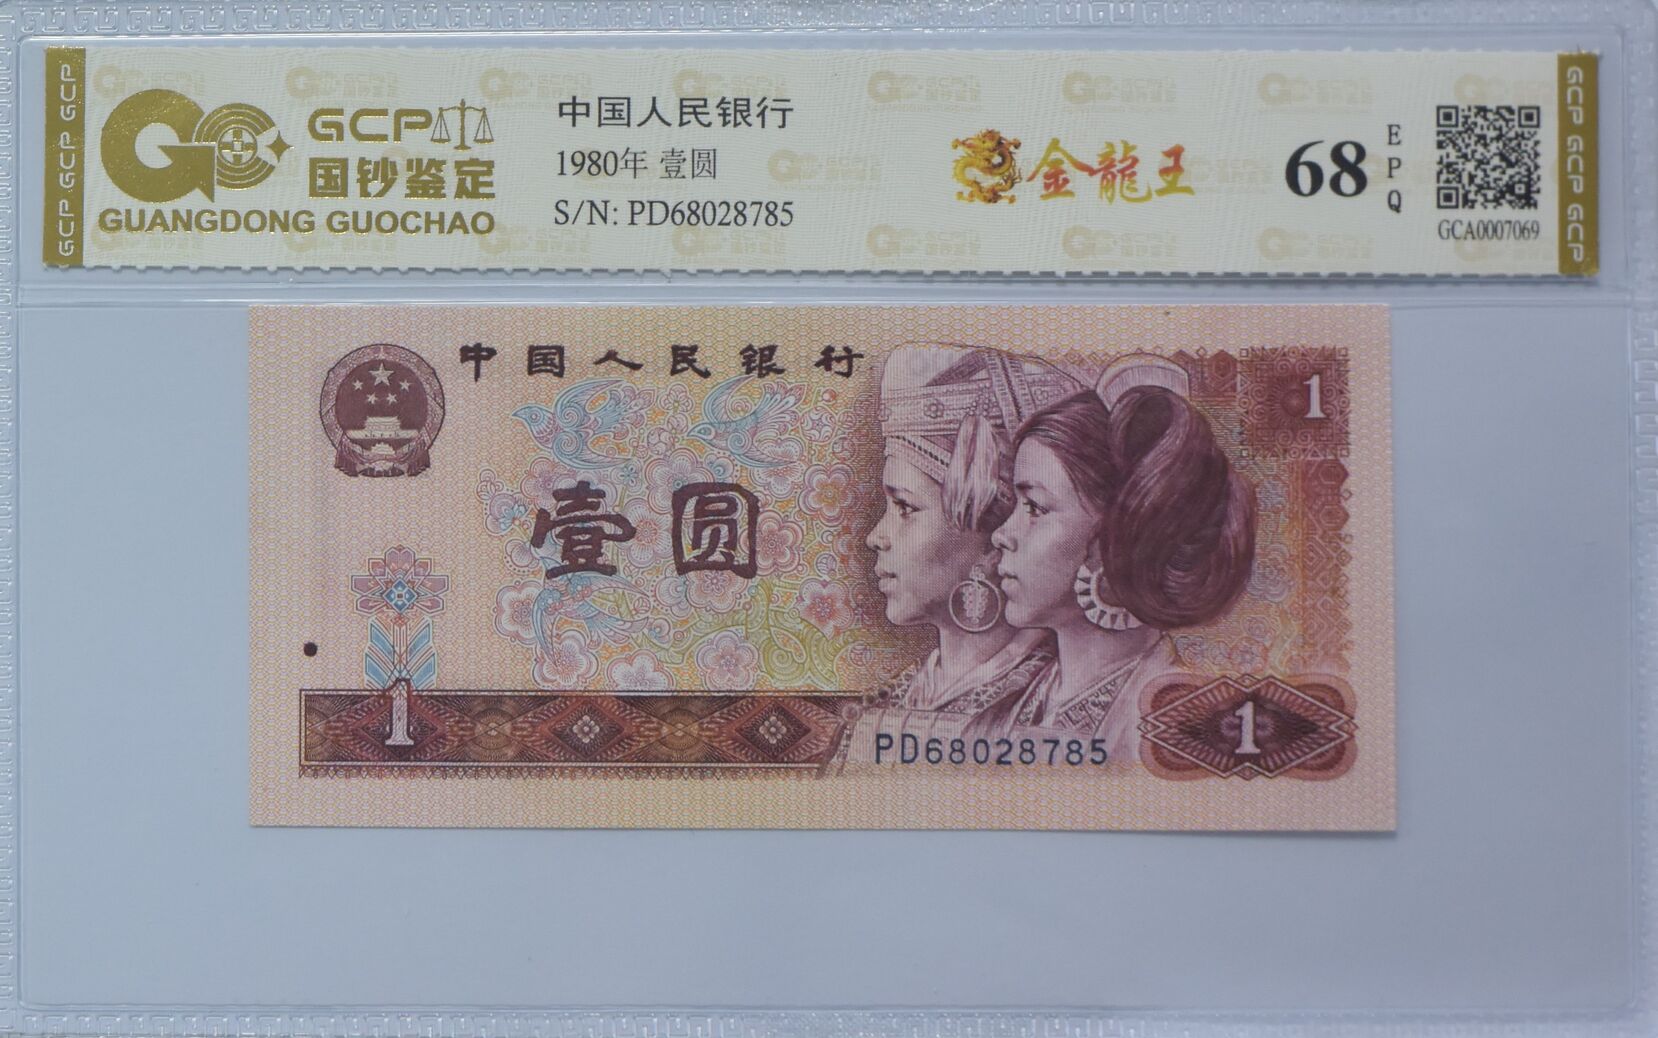 GCP GCP GCP
GCP
国钞鉴定
GUANGDONG GUOCHAO
中国人民银行
1980年 壹圆
S/N: PD68028785
金龍王
68
EPQ
GCA0007069
GCP GCP GCP
中国人民银行
1
壹圆
1
PD68028785
1